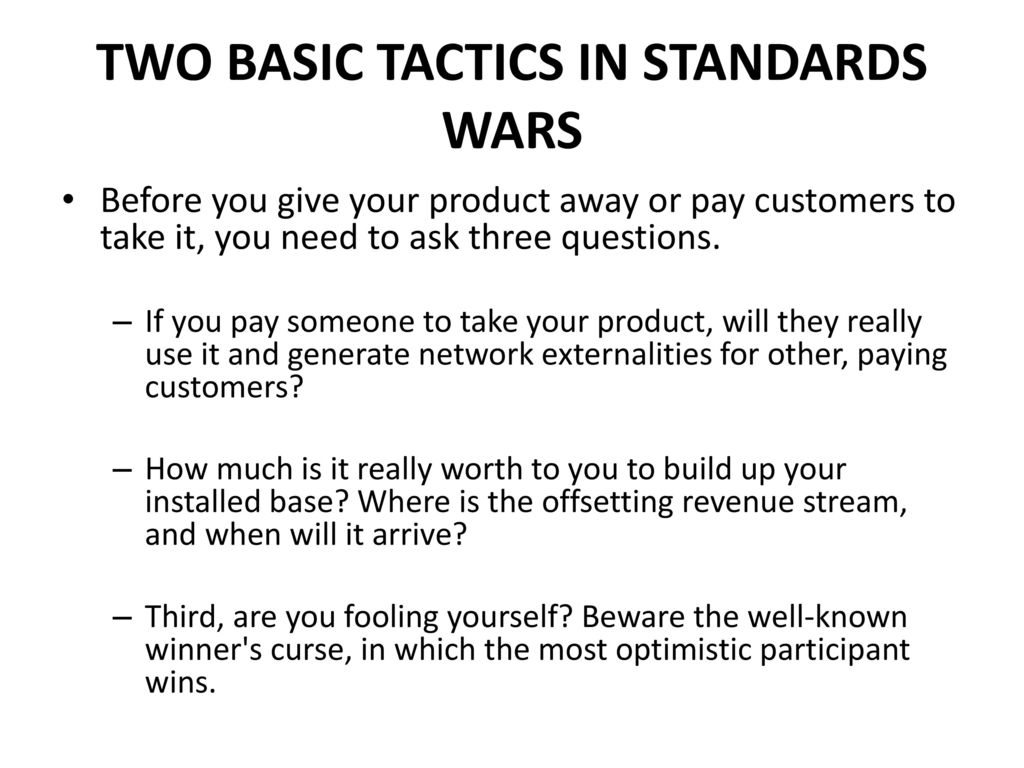 TWO BASIC TACTICS IN STANDARDS
WARS
• Before you give your product away or pay customers to
take it, you need to ask three questions.
– If you pay someone to take your product, will they really
use it and generate network externalities for other, paying
customers?
– How much is it really worth to you to build up your
installed base? Where is the offsetting revenue stream,
and when will it arrive?
– Third, are you fooling yourself? Beware the well-known
winner's curse, in which the most optimistic participant
wins.